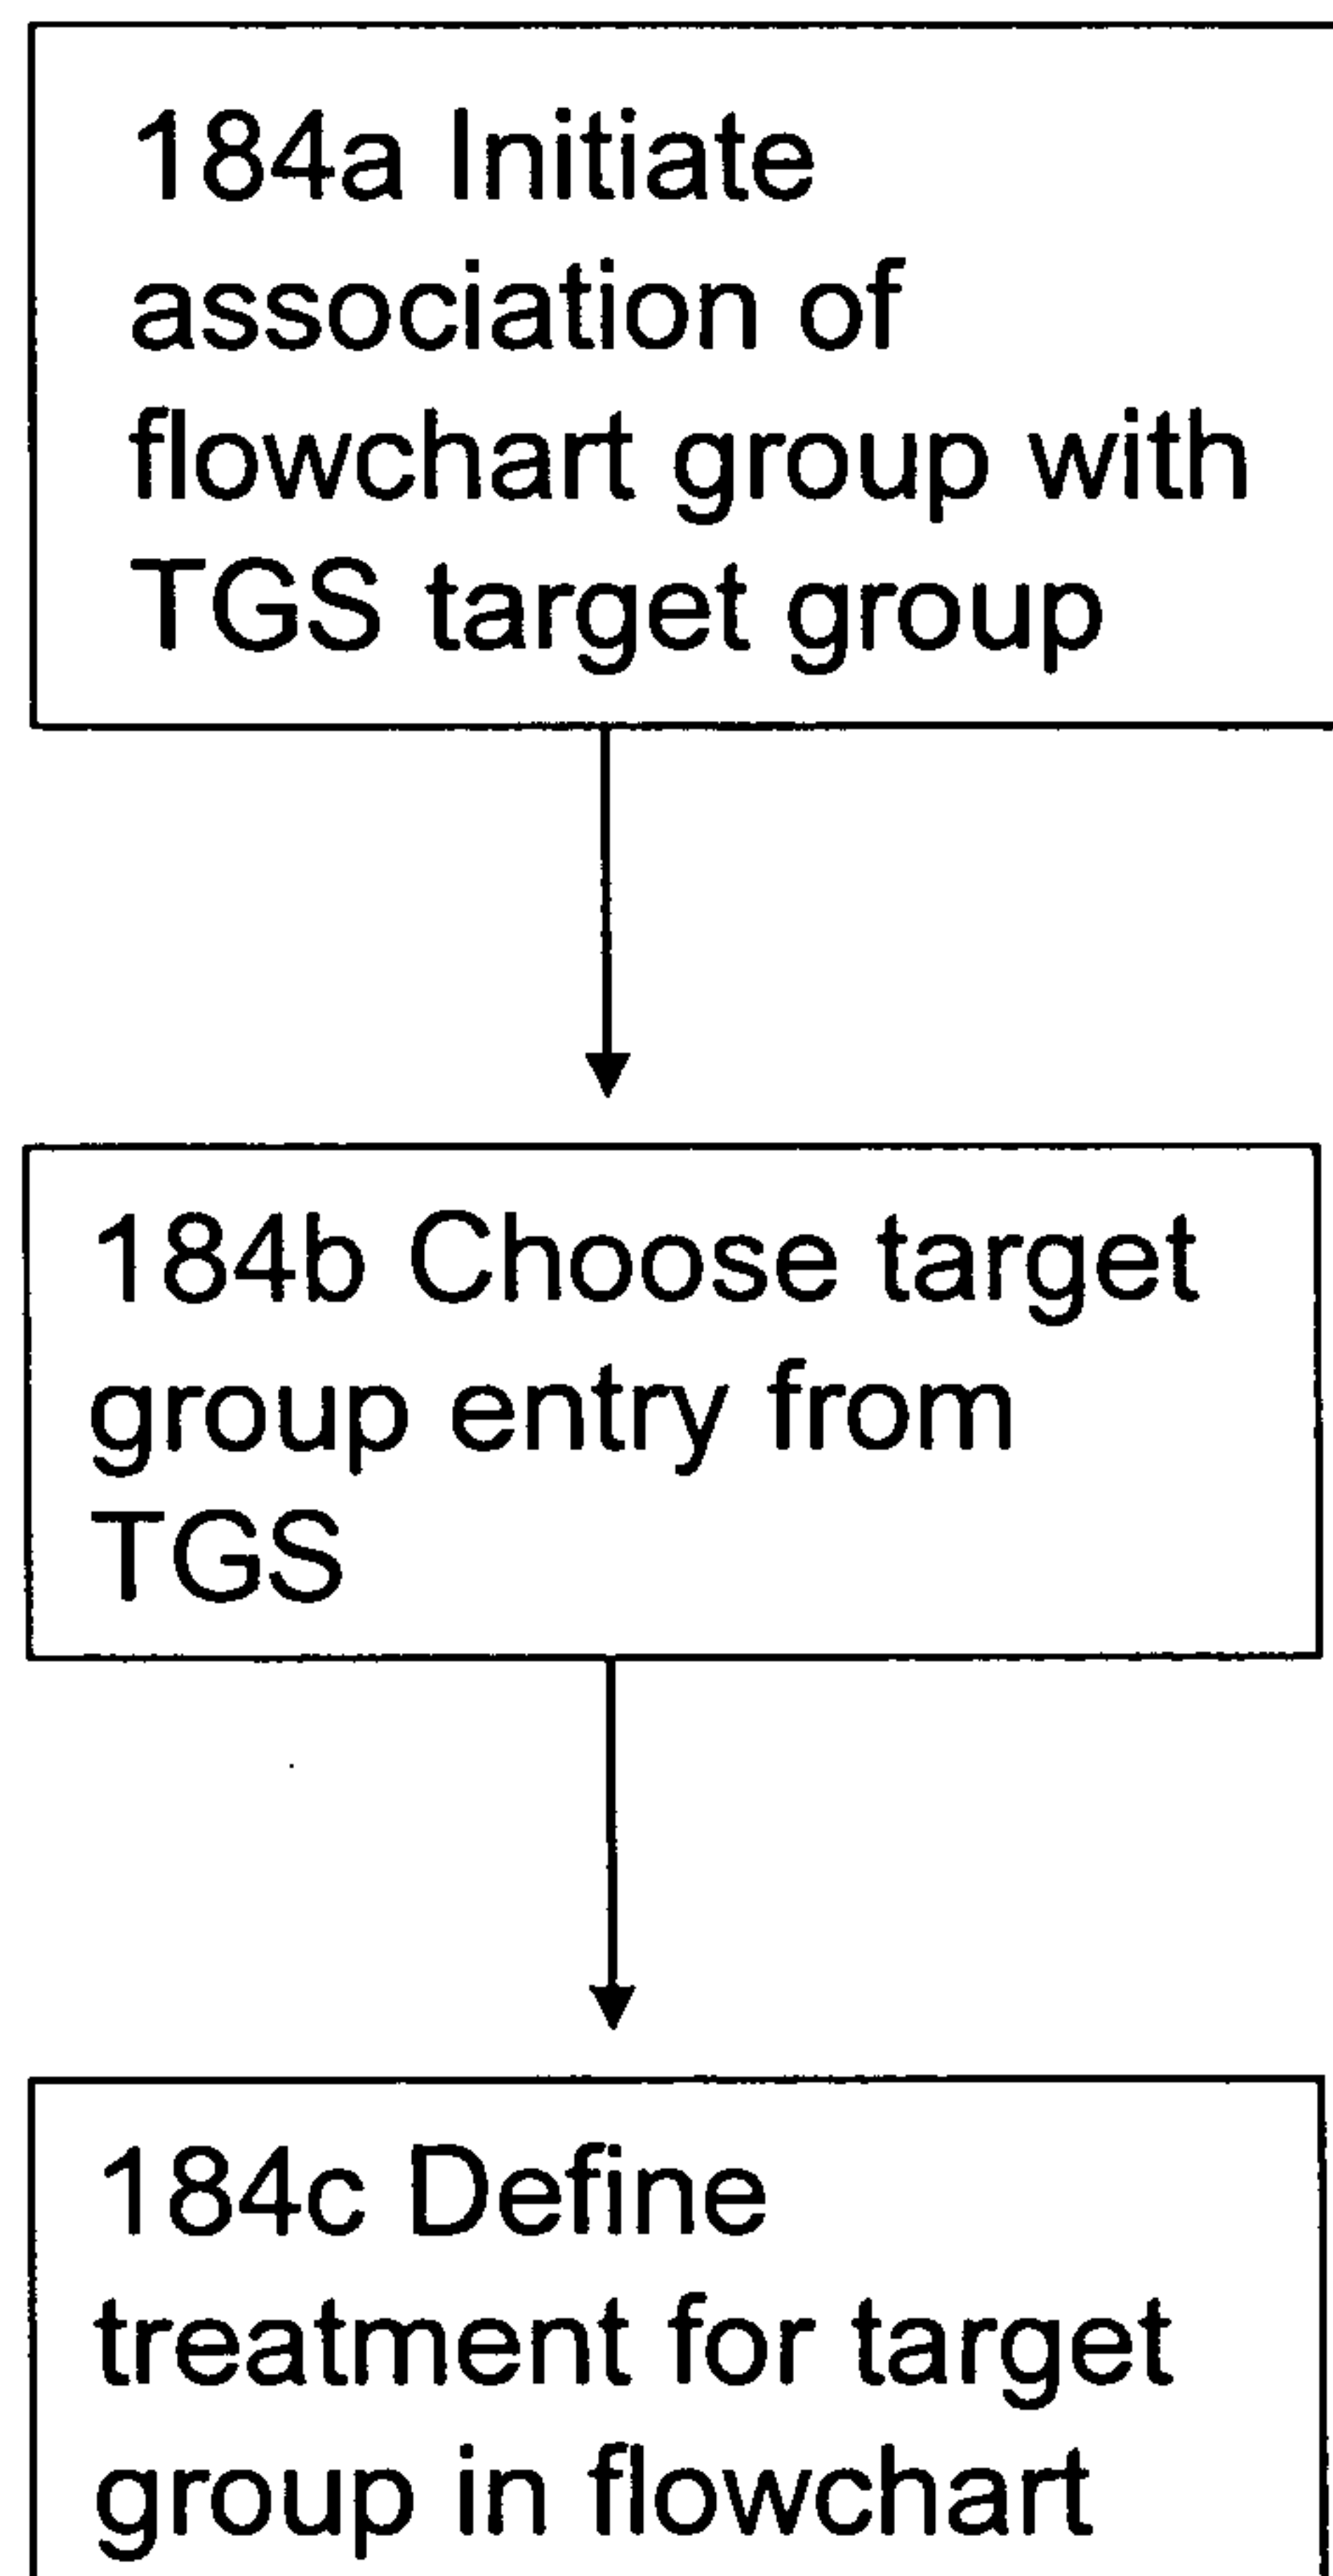 184a Initiate
association of
flowchart group with
TGS target group
184b Choose target
group entry from
TGS
184c Define
treatment for target
group in flowchart